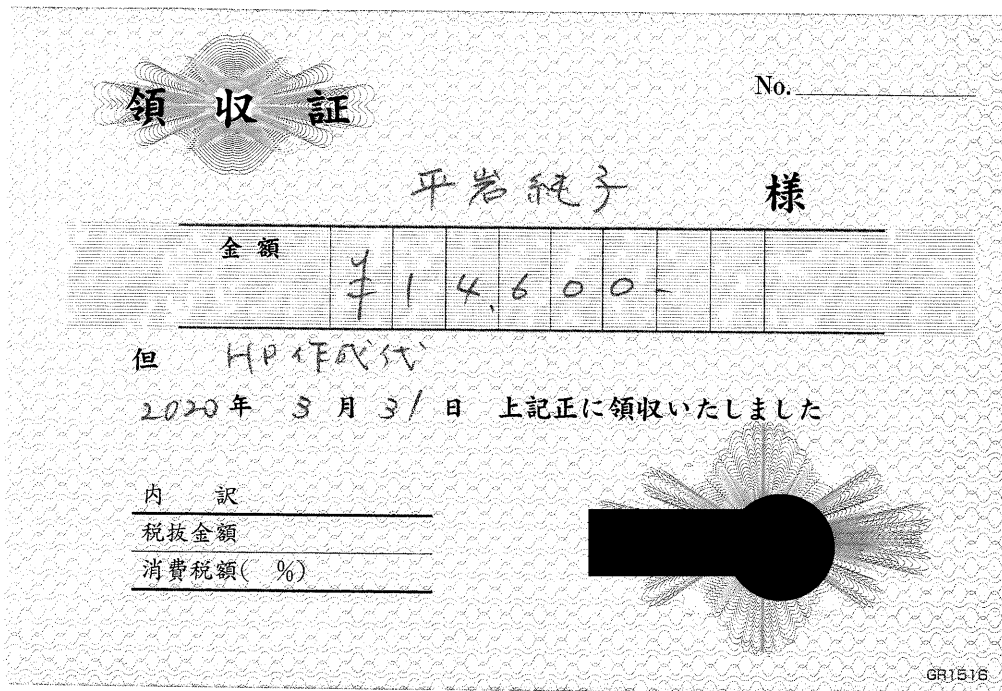 領収証
No.
平岩純子 様
金額 ¥14,600-
但 HP作成代
2020年 3月31日 上記正に領収いたしました
内 訳
税抜金額
消費税額( %)
GR1516